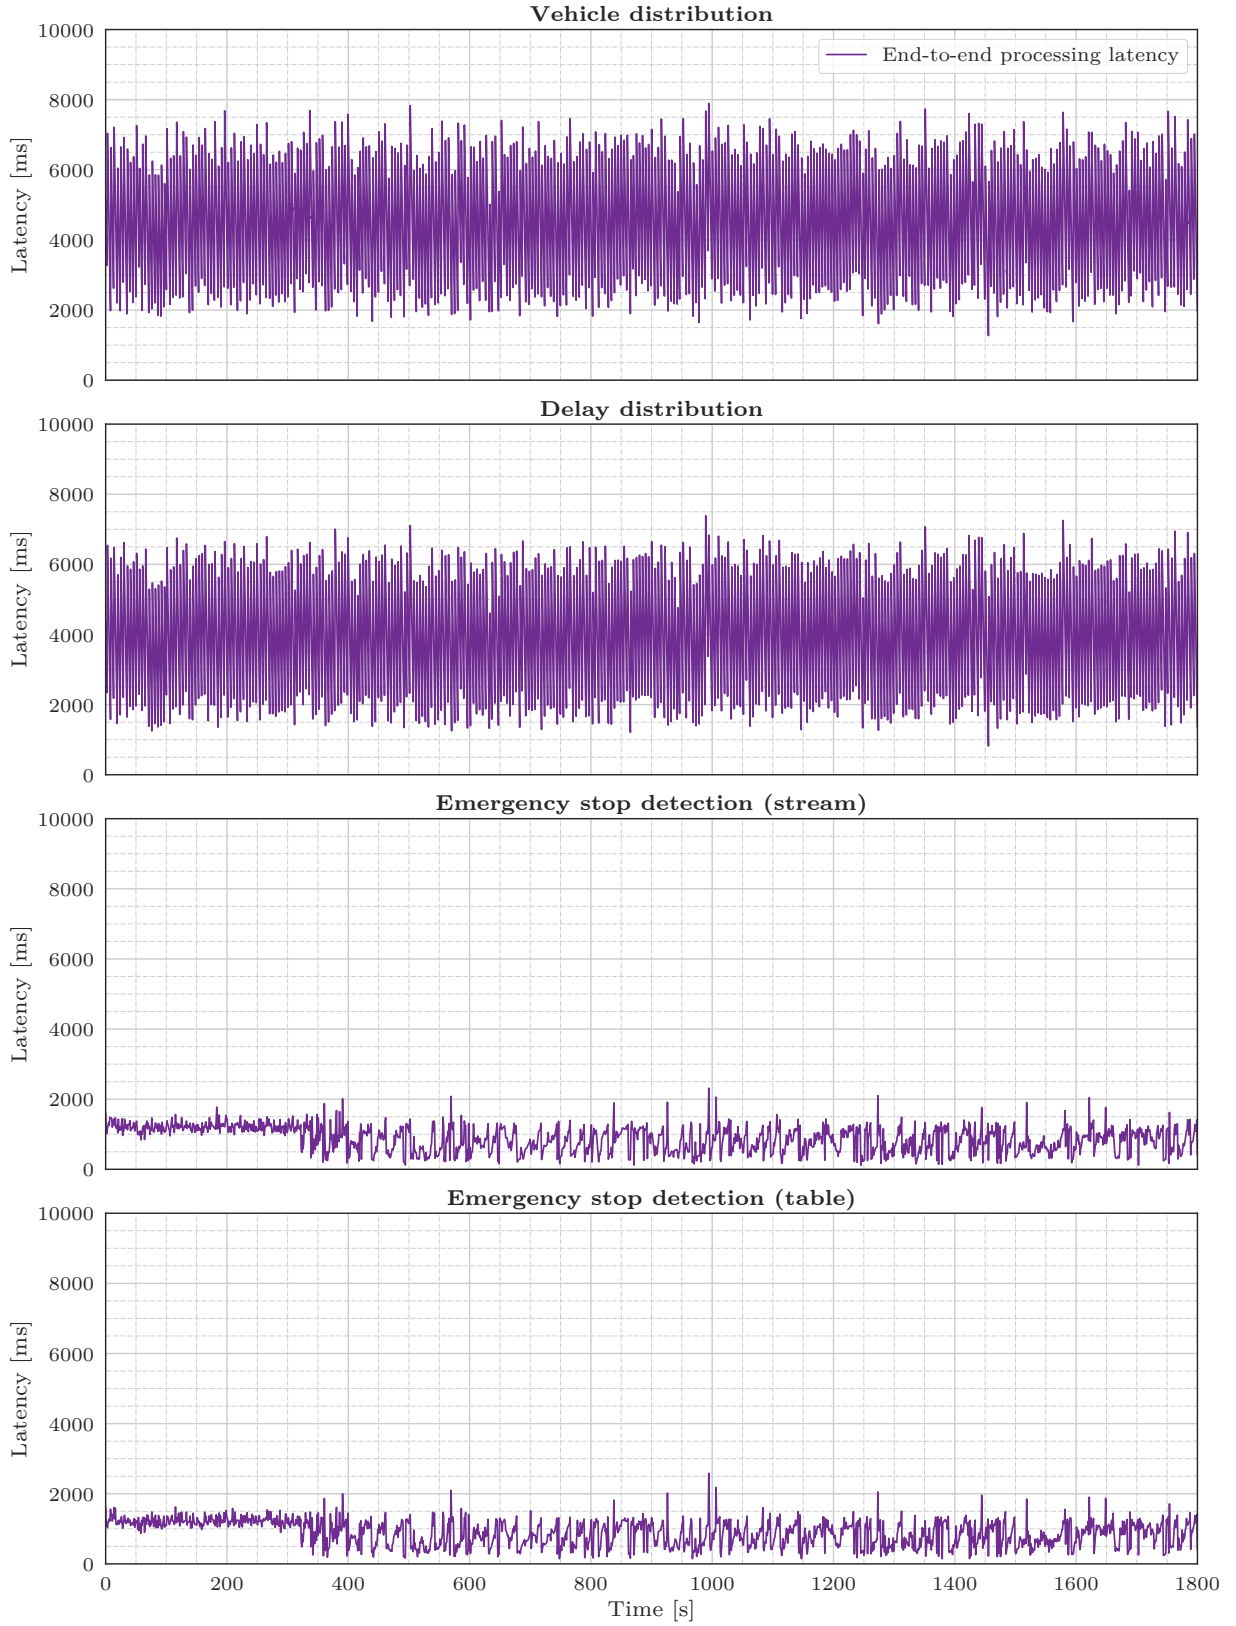 Vehicle distribution
10000
8000
6000
4000
2000
0
Latency [ms]
End-to-end processing latency
Delay distribution
10000
8000
6000
4000
2000
0
Latency [ms]
Emergency stop detection (stream)
10000
8000
6000
4000
2000
0
Latency [ms]
Emergency stop detection (table)
10000
8000
6000
4000
2000
0
Latency [ms]
0 200 400 600 800 1000 1200 1400 1600 1800
Time [s]